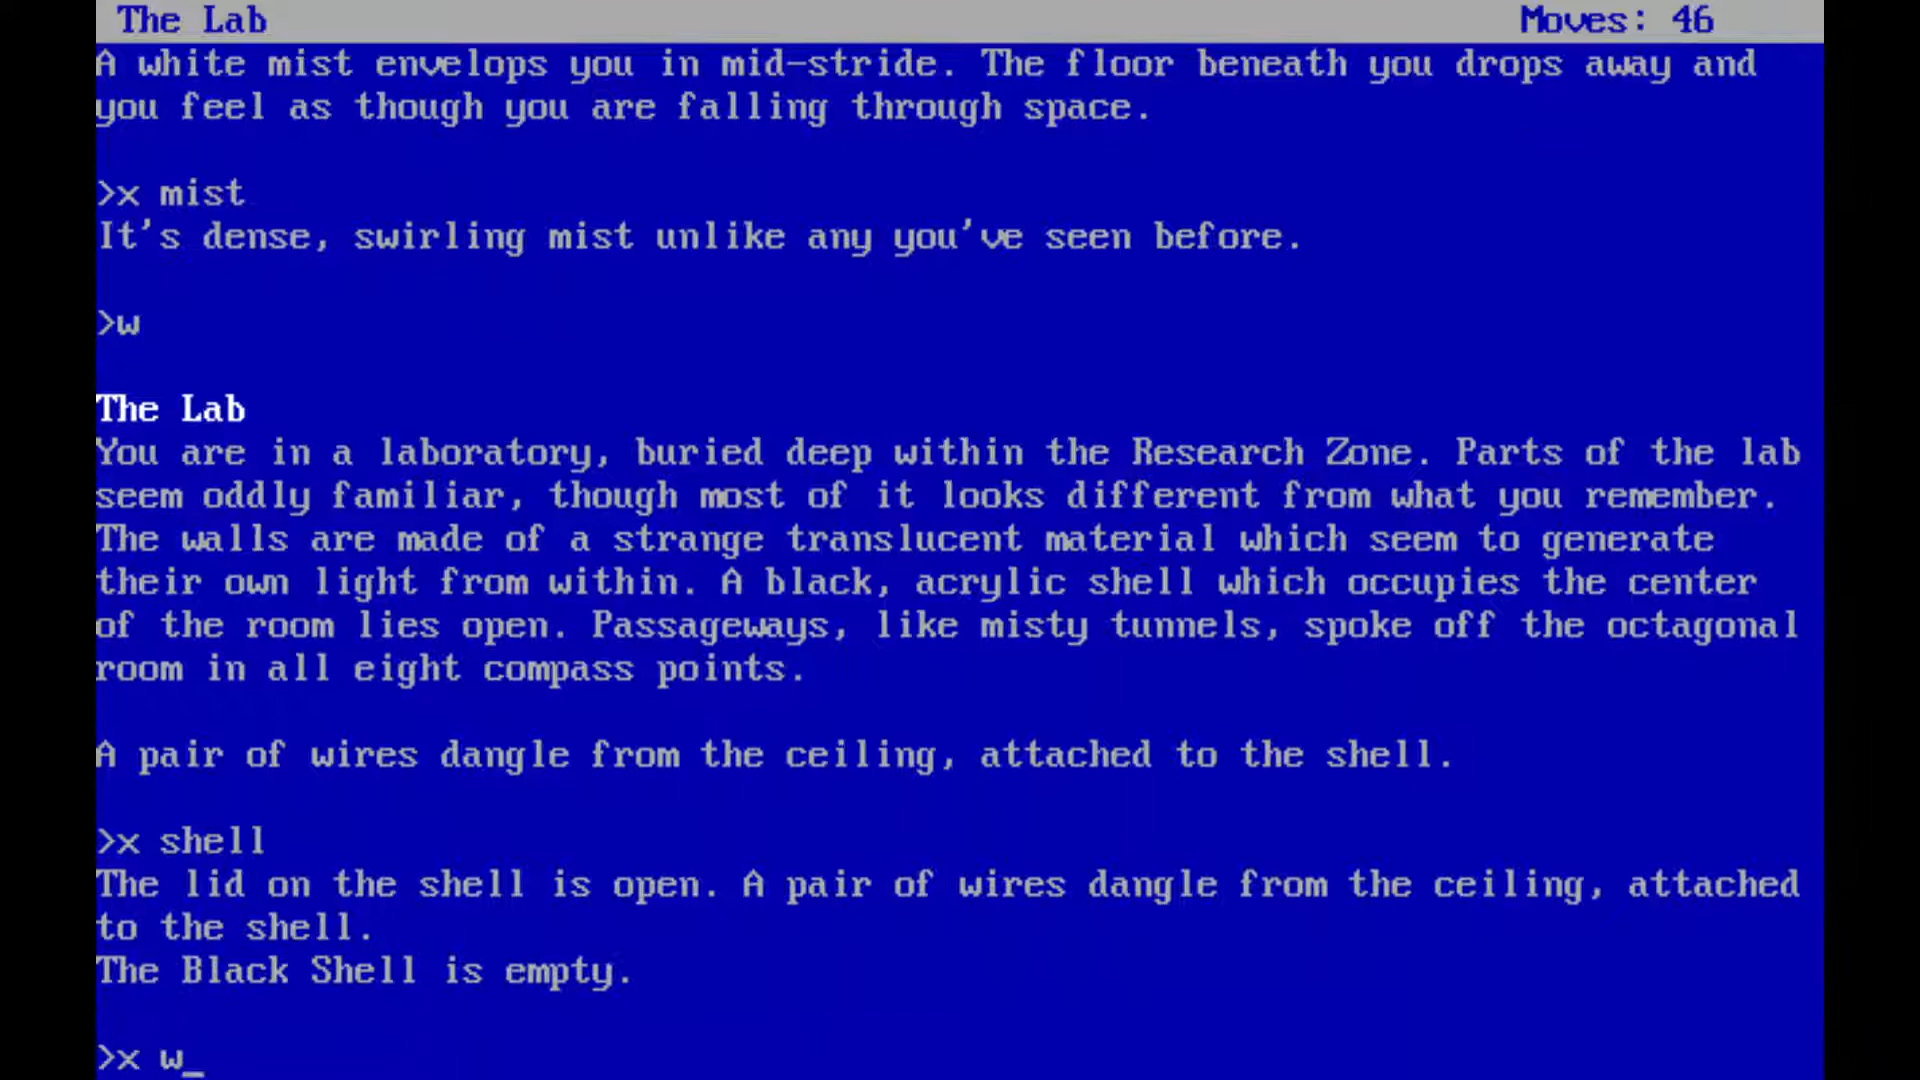 The Lab Moves: 46
A white mist envelops you in mid-stride. The floor beneath you drops away and
you feel as though you are falling through space.
>x mist
It's dense, swirling mist unlike any you've seen before.
>w
The Lab
You are in a laboratory, buried deep within the Research Zone. Parts of the lab
seem oddly familiar, though most of it looks different from what you remember.
The walls are made of a strange translucent material which seem to generate
their own light from within. A black, acrylic shell which occupies the center
of the room lies open. Passageways, like misty tunnels, spoke off the octagonal
room in all eight compass points.
A pair of wires dangle from the ceiling, attached to the shell.
>x shell
The lid on the shell is open. A pair of wires dangle from the ceiling, attached
to the shell.
The Black Shell is empty.
>x w_